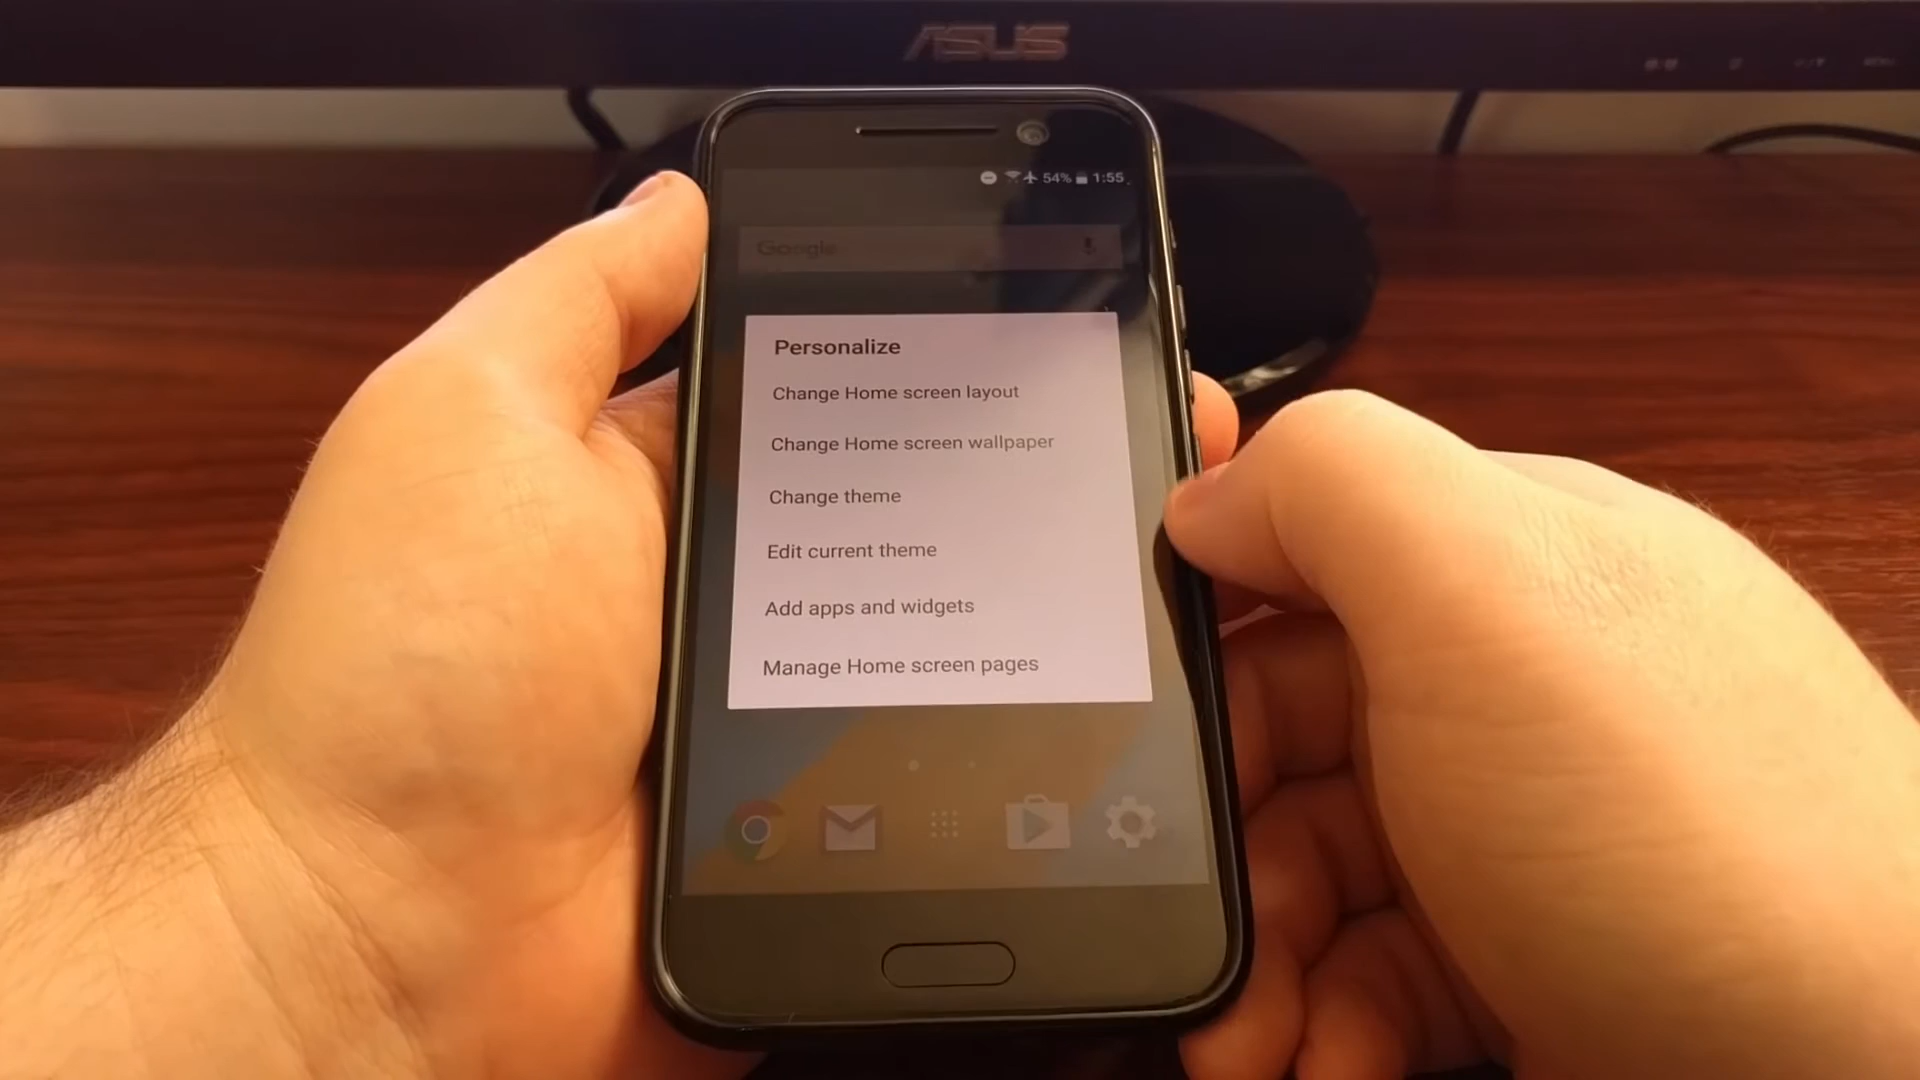 ASUS
54% 1:55
Google
Personalize
Change Home screen layout
Change Home screen wallpaper
Change theme
Edit current theme
Add apps and widgets
Manage Home screen pages